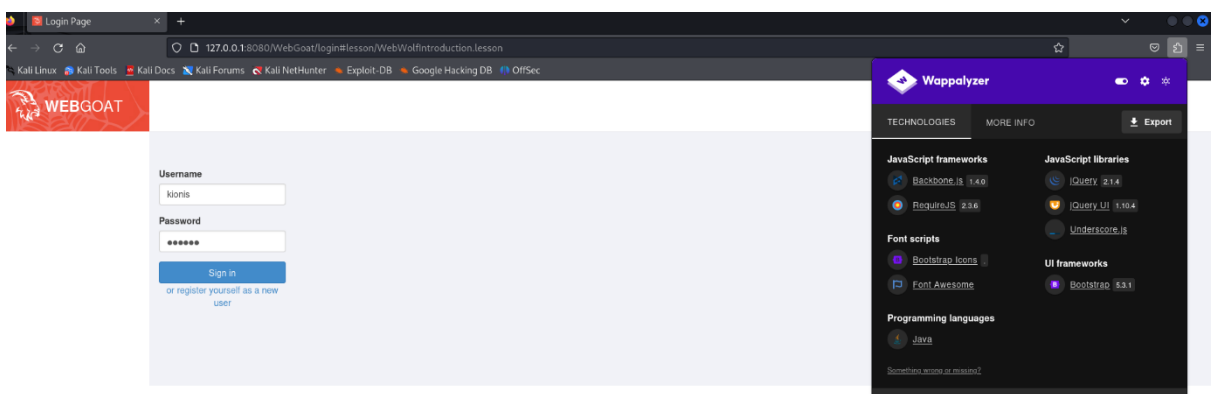 Login Page
127.0.0.1:8080/WebGoat/login#lesson/WebWolfIntroduction.lesson
Kali Linux Kali Tools Kali Docs Kali Forums Kali NetHunter Exploit-DB Google Hacking DB OffSec
WEBGOAT
Username
kionis
Password
Sign in
or register yourself as a new
user
Wappalyzer
TECHNOLOGIES MORE INFO Export
JavaScript frameworks
Backbone.js 1.4.0
RequireJS 2.3.6
Font scripts
Bootstrap Icons
Font Awesome
Programming languages
Java
Something wrong or missing?
JavaScript libraries
jQuery 2.1.4
jQuery UI 1.10.4
Underscore.js
UI frameworks
Bootstrap 5.3.1